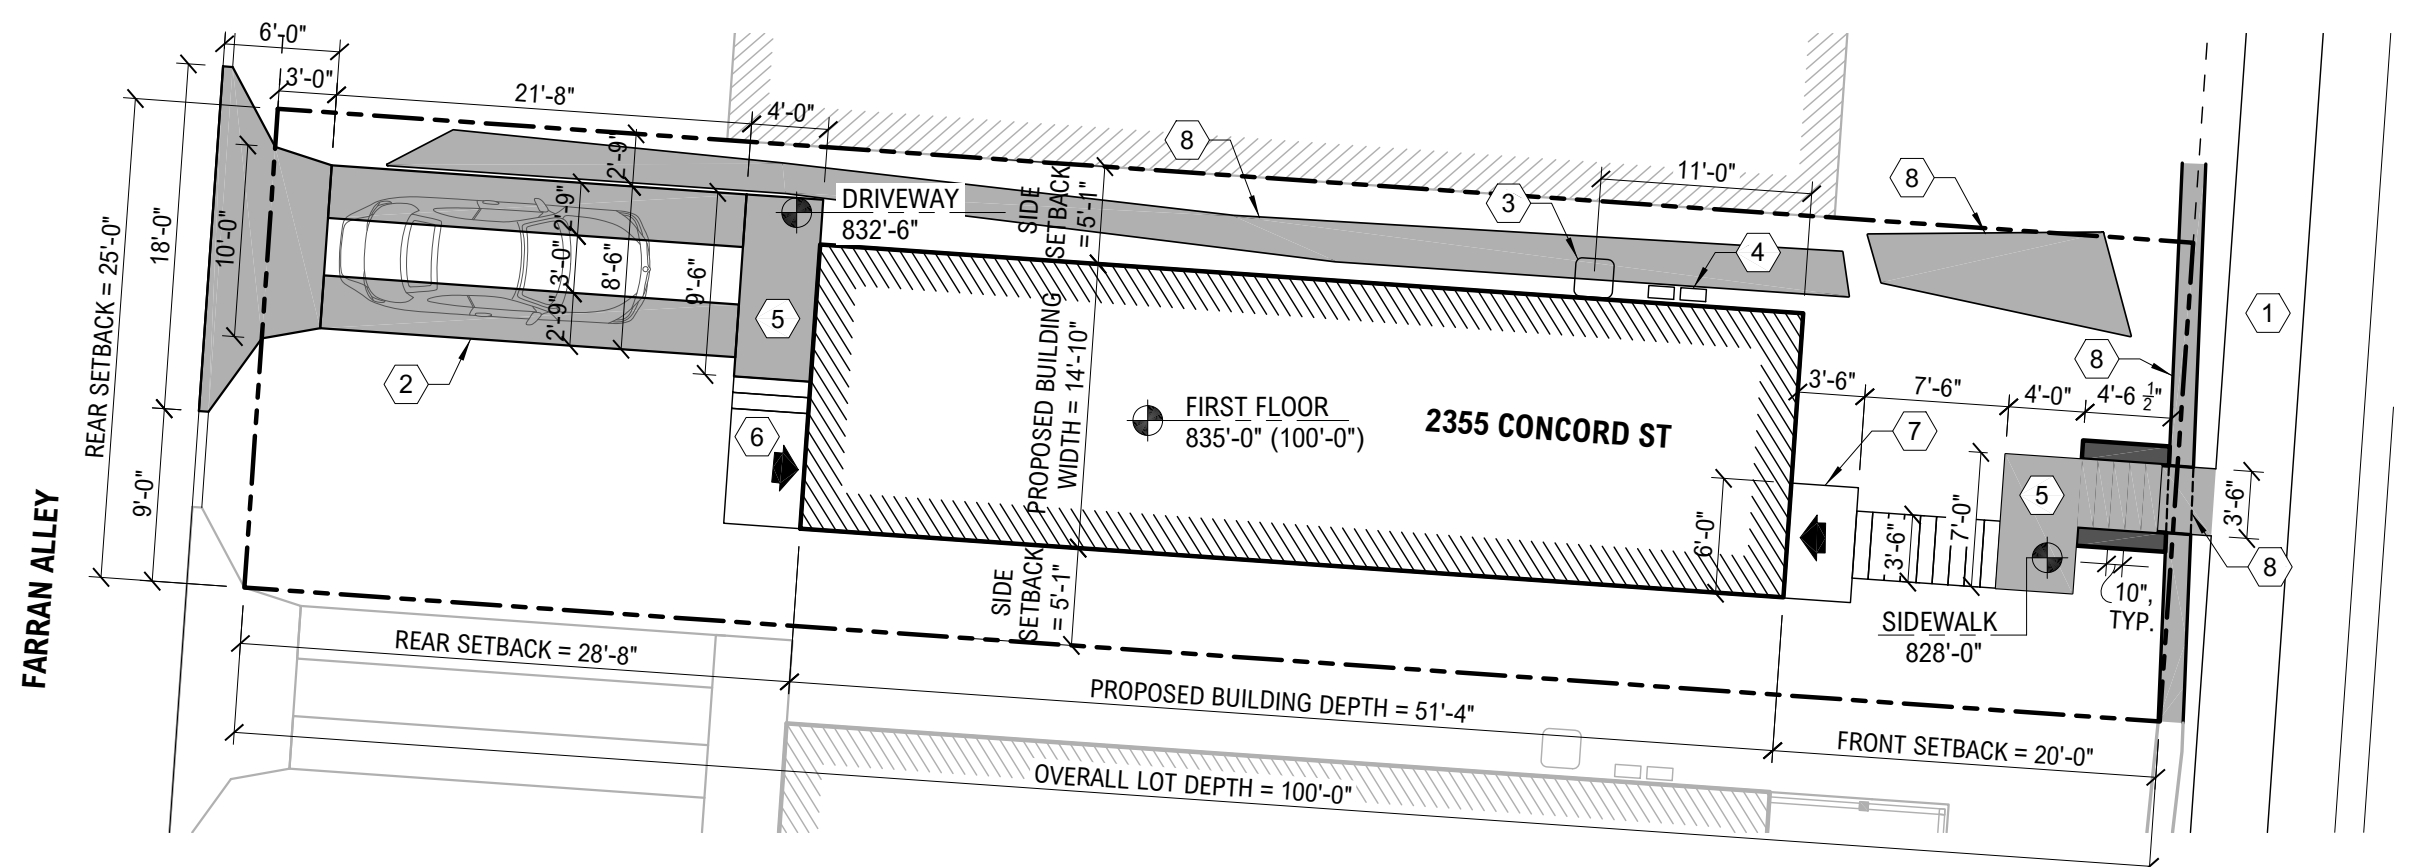 6'-0"
3'-0"
21'-8"
4'-0"
2'-9"
8
DRIVEWAY
832'-6"
SIDE
SETBACK
= 5'-1"
3
11'-0"
4
8
1
REAR SETBACK = 25'-0"
18'-0"
10'-0"
2'-9"
3'-0"
2'-9"
8'-6"
9'-6"
5
2
6
9'-0"
FARRAN ALLEY
PROPOSED BUILDING
WIDTH = 14'-10"
FIRST FLOOR
835'-0" (100'-0")
2355 CONCORD ST
8
3'-6"
7'-6"
4'-0"
4'-6 1/2"
7
5
6'-0"
3'-6"
7'-0"
3'-6"
8
10",
TYP.
SIDEWALK
828'-0"
SIDE
SETBACK
= 5'-1"
REAR SETBACK = 28'-8"
PROPOSED BUILDING DEPTH = 51'-4"
FRONT SETBACK = 20'-0"
OVERALL LOT DEPTH = 100'-0"